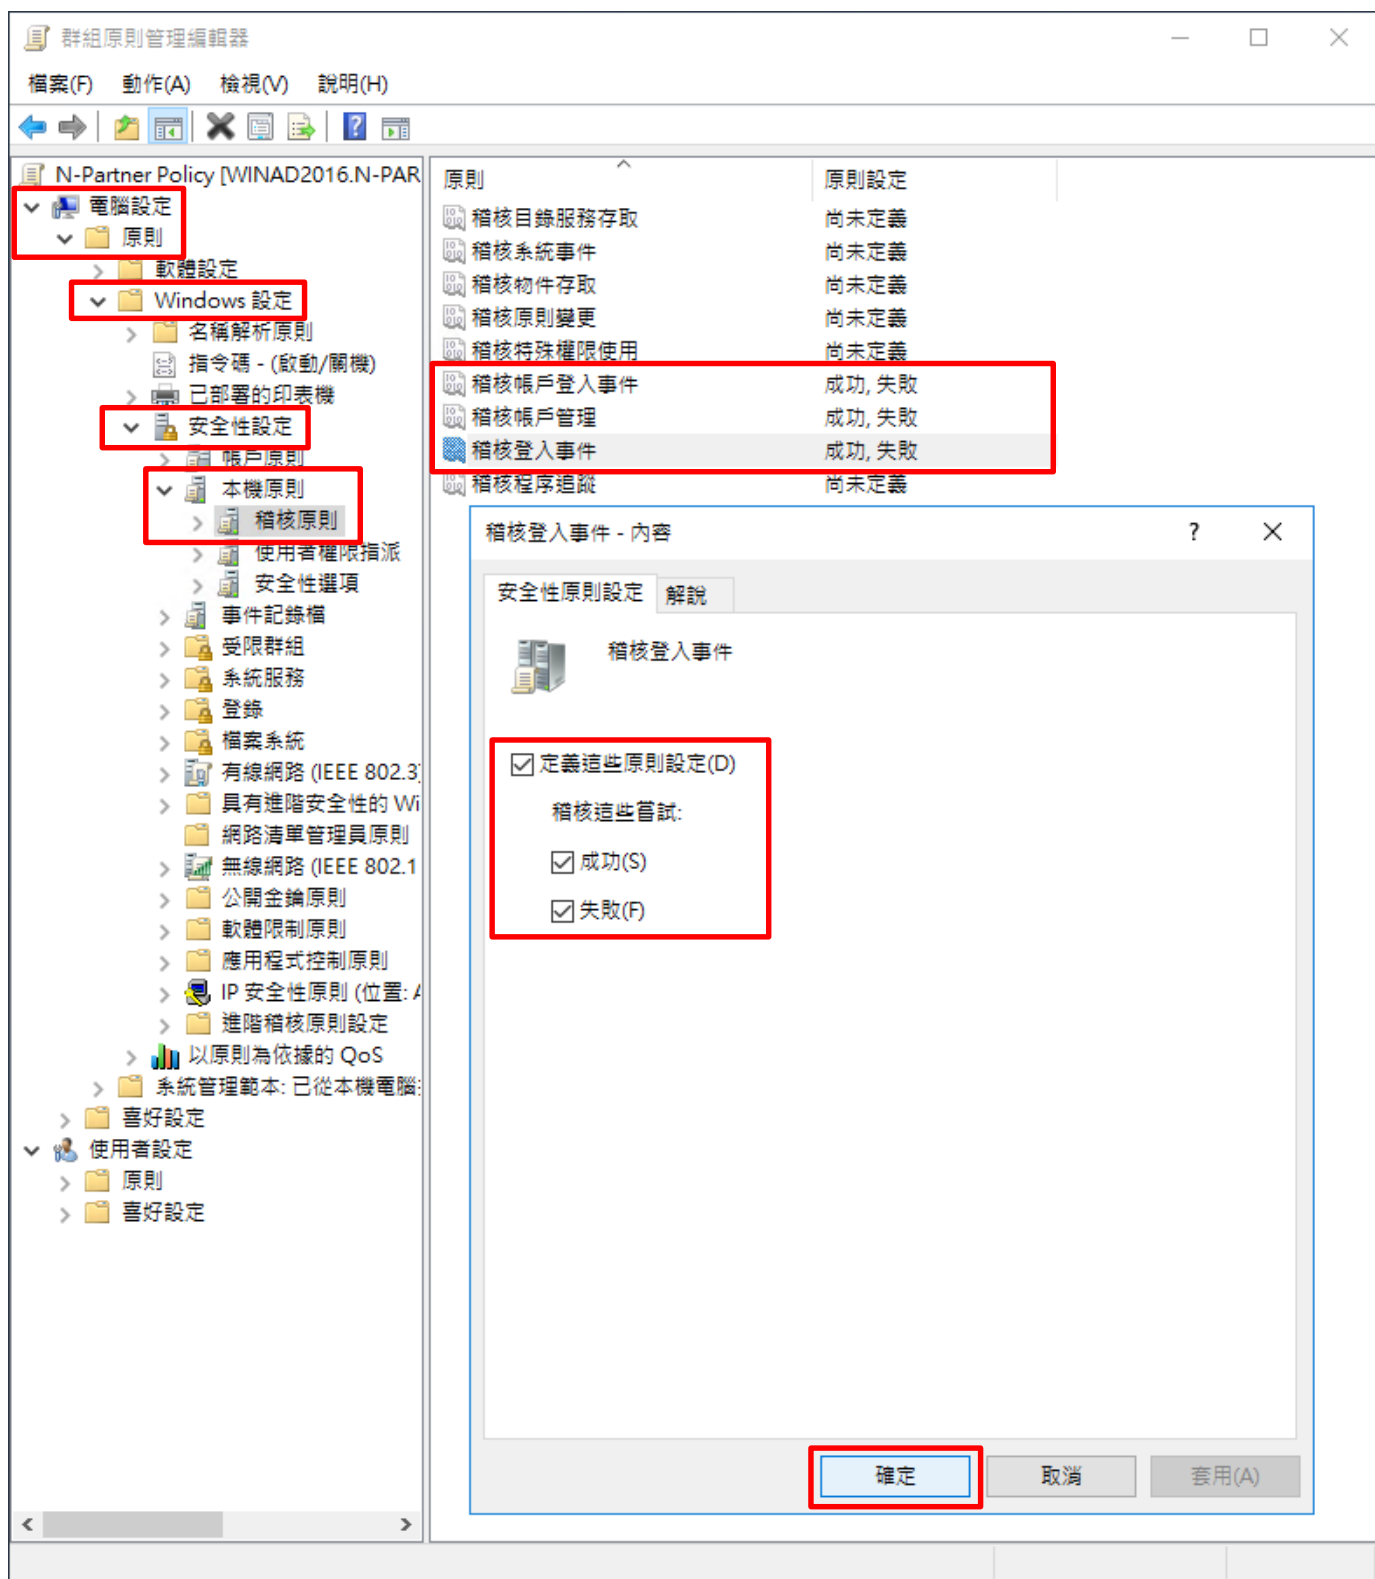 群組原則管理編輯器
檔案(F) 動作(A) 檢視(V) 說明(H)
N-Partner Policy [WINAD2016.N-PAR
電腦設定
原則
軟體設定
Windows 設定
名稱解析原則
指令碼 - (啟動/關機)
已部署的印表機
安全性設定
帳戶原則
本機原則
稽核原則
使用者權限指派
安全性選項
事件記錄檔
受限群組
系統服務
登錄
檔案系統
有線網路 (IEEE 802.3)
具有進階安全性的 Wi
網路清單管理員原則
無線網路 (IEEE 802.1
公開金鑰原則
軟體限制原則
應用程式控制原則
IP 安全性原則 (位置: A
進階稽核原則設定
以原則為依據的 QoS
系統管理範本: 已從本機電腦
喜好設定
使用者設定
原則
喜好設定
原則 原則設定
稽核目錄服務存取 尚未定義
稽核系統事件 尚未定義
稽核物件存取 尚未定義
稽核原則變更 尚未定義
稽核特殊權限使用 尚未定義
稽核帳戶登入事件 成功, 失敗
稽核帳戶管理 成功, 失敗
稽核登入事件 成功, 失敗
稽核程序追蹤 尚未定義
稽核登入事件 - 內容
安全性原則設定 解說
稽核登入事件
定義這些原則設定(D)
稽核這些嘗試:
成功(S)
失敗(F)
確定 取消 套用(A)